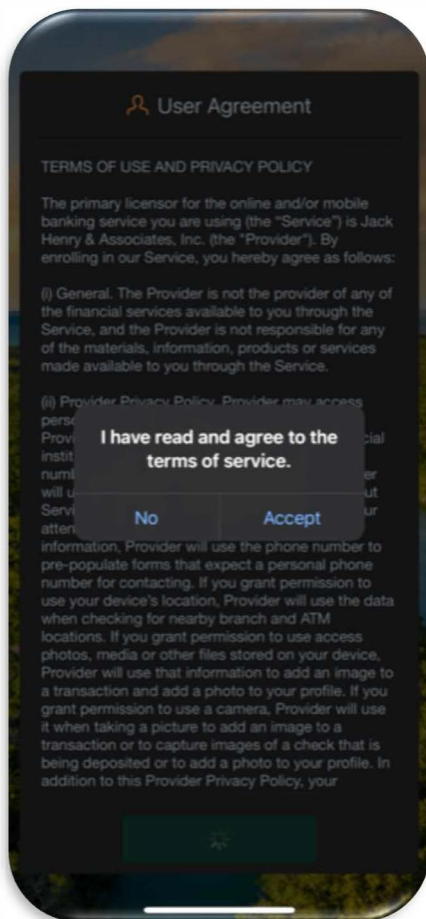 User Agreement
TERMS OF USE AND PRIVACY POLICY
The primary licensor for the online and/or mobile
banking service you are using (the "Service") is Jack
Henry & Associates, Inc. (the "Provider"). By
enrolling in our Service, you hereby agree as follows:
(i) General. The Provider is not the provider of any of
the financial services available to you through the
Service, and the Provider is not responsible for any
of the materials, information, products or services
made available to you through the Service.
(ii) Provider Privacy Policy. Provider may access
I have read and agree to the
terms of service.
No Accept
will
information, Provider will use the phone number to
pre-populate forms that expect a personal phone
number for contacting. If you grant permission to
use your device's location, Provider will use the data
when checking for nearby branch and ATM
locations. If you grant permission to use access
photos, media or other files stored on your device,
Provider will use that information to add an image to
a transaction and add a photo to your profile. If you
grant permission to use a camera, Provider will use
it when taking a picture to add an image to a
transaction or to capture images of a check that is
being deposited or to add a photo to your profile. In
addition to this Provider Privacy Policy, your